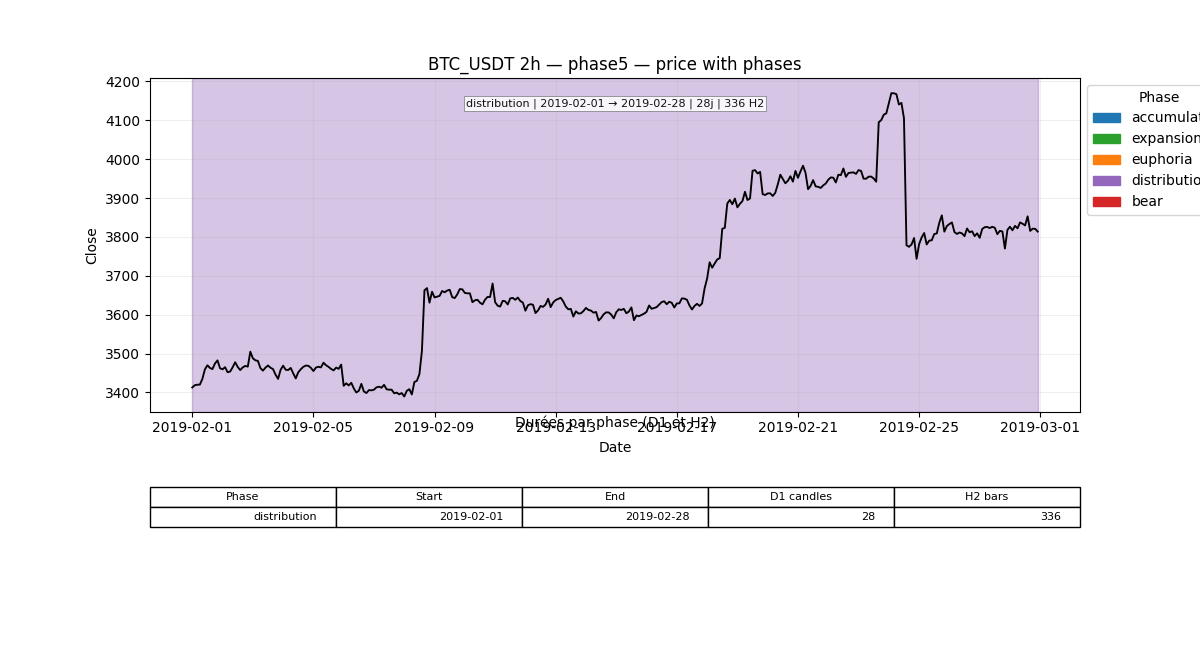 BTC_USDT 2h — phase5 — price with phases
Close
4200
4100
4000
3900
3800
3700
3600
3500
3400
distribution | 2019-02-01 → 2019-02-28 | 28j | 336 H2
Phase
accumulat
expansion
euphoria
distributio
bear
Durées par phase (D1 et H2)
2019-02-01 2019-02-05 2019-02-09 2019-02-13 2019-02-17 2019-02-21 2019-02-25 2019-03-01
Date
Phase Start End D1 candles H2 bars
distribution 2019-02-01 2019-02-28 28 336